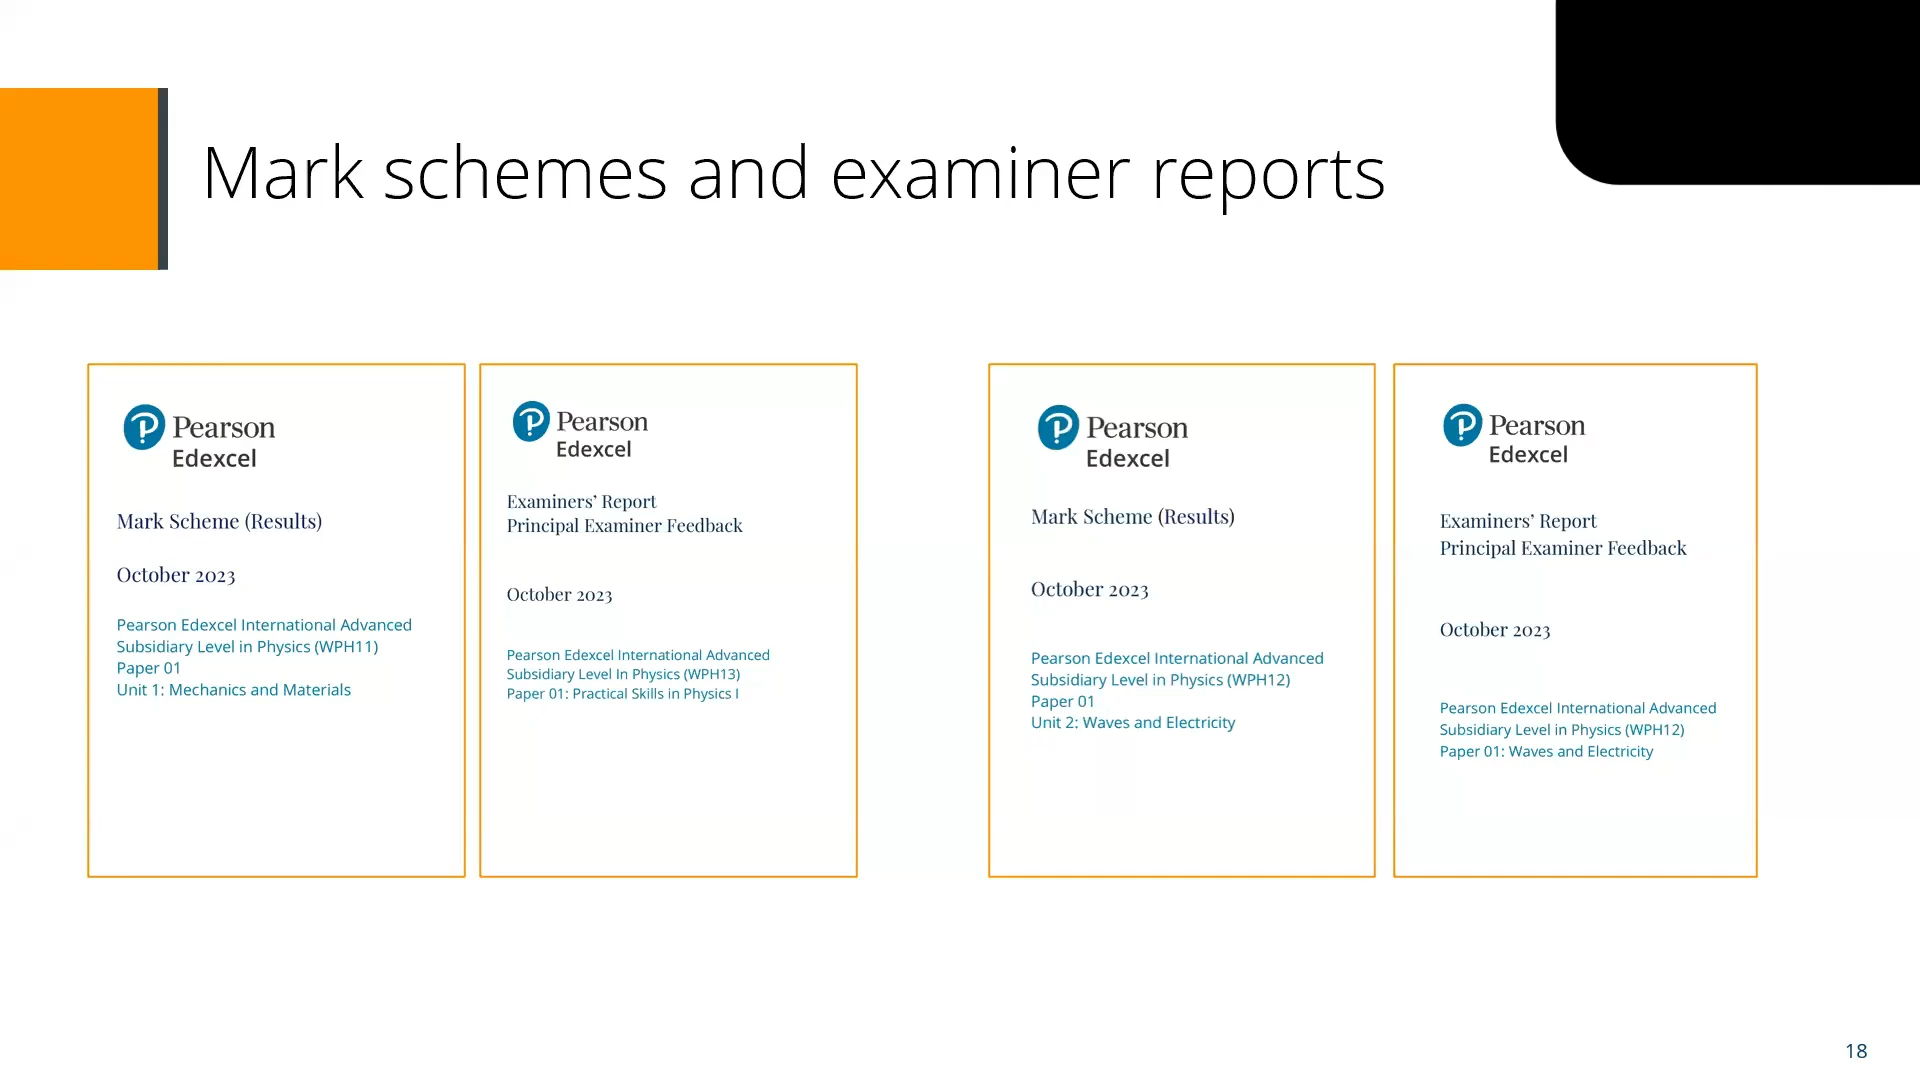 Mark schemes and examiner reports
Pearson
Edexcel
Mark Scheme (Results)
October 2023
Pearson Edexcel International Advanced
Subsidiary Level in Physics (WPH11)
Paper 01
Unit 1: Mechanics and Materials
Pearson
Edexcel
Examiners’ Report
Principal Examiner Feedback
October 2023
Pearson Edexcel International Advanced
Subsidiary Level In Physics (WPH13)
Paper 01: Practical Skills in Physics I
Pearson
Edexcel
Mark Scheme (Results)
October 2023
Pearson Edexcel International Advanced
Subsidiary Level in Physics (WPH12)
Paper 01
Unit 2: Waves and Electricity
Pearson
Edexcel
Examiners’ Report
Principal Examiner Feedback
October 2023
Pearson Edexcel International Advanced
Subsidiary Level in Physics (WPH12)
Paper 01: Waves and Electricity
18